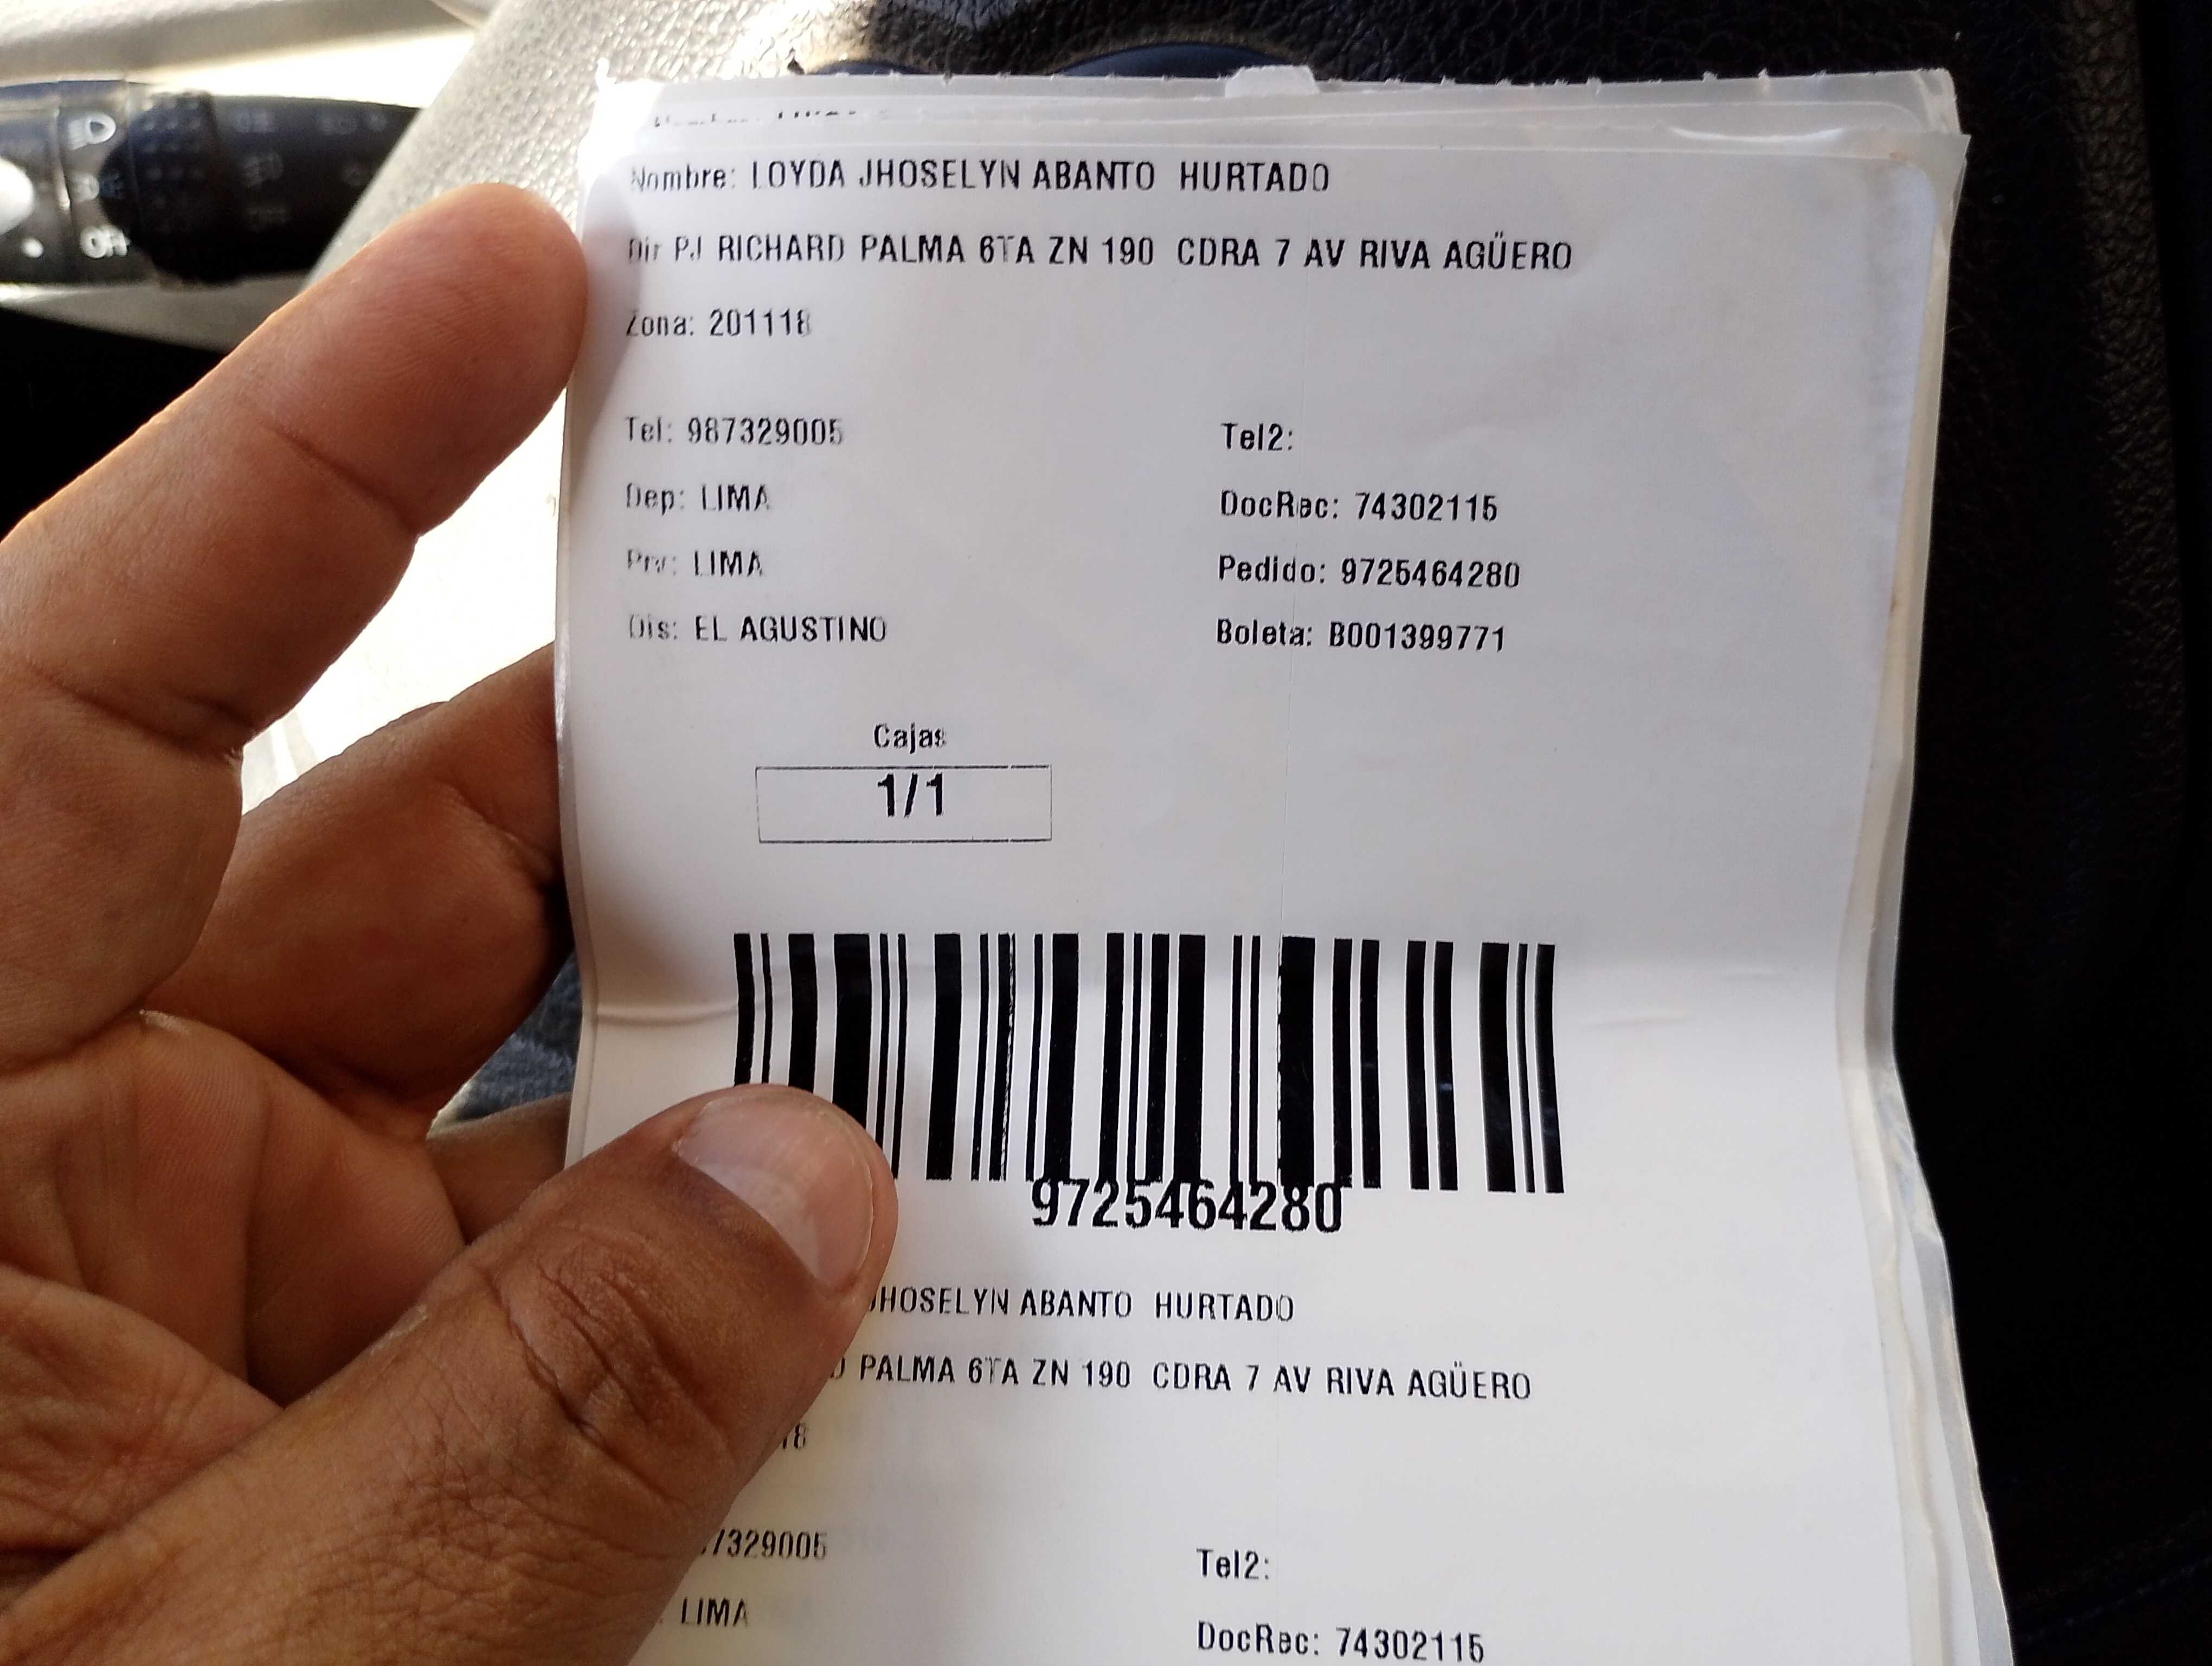 Nombre: LOYDA JHOSELYN ABANTO HURTADO
Dir PJ RICHARD PALMA 6TA ZN 190 CDRA 7 AV RIVA AGÜERO
Zona: 201118
Tel: 987329005 Tel2:
Dep: LIMA DocRec: 74302115
Prv: LIMA Pedido: 9725464280
Dis: EL AGUSTINO Boleta: B001399771
Cajas
1/1
9725464280
JHOSELYN ABANTO HURTADO
PALMA 6TA ZN 190 CDRA 7 AV RIVA AGÜERO
18
7329005 Tel2:
LIMA DocRec: 74302115